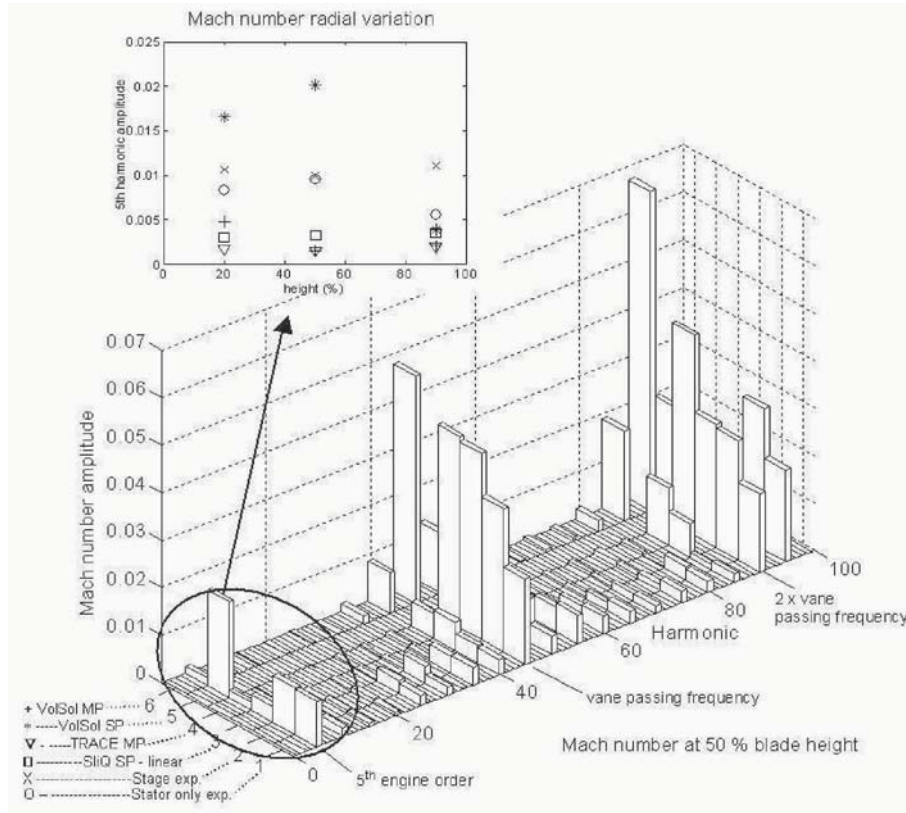 Mach number radial variation
0.025
0.02
0.015
0.01
0.005
0
5th harmonic amplitude
0 20 40 60 80 100
height (%)
0.07
0.06
0.05
0.04
0.03
0.02
0.01
0
Mach number amplitude
100
80
60
40
20
0
Harmonic
2 x vane
passing frequency
vane passing frequency
Mach number at 50 % blade height
5th engine order
+ VolSol MP 6
* VolSol SP 5
▽ - TRACE MP 4
□ SliQ SP - linear 3
X Stage exp. 2
O - Stator only exp. 1